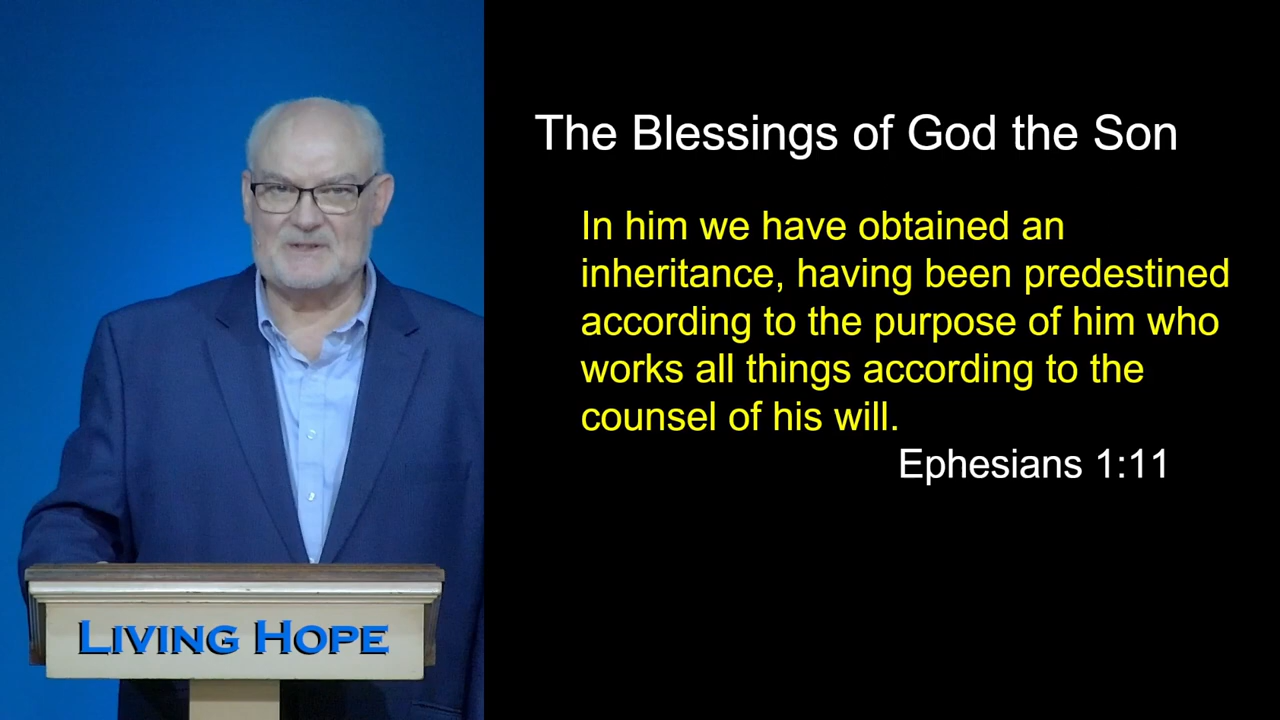 The Blessings of God the Son
In him we have obtained an
inheritance, having been predestined
according to the purpose of him who
works all things according to the
counsel of his will.
Ephesians 1:11
LIVING HOPE